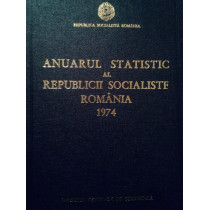 REPUBLICA SOCIALISTĂ ROMÂNIA
ANUARUL STATISTIC
AL
REPUBLICII SOCIALISTE
ROMÂNIA
1974